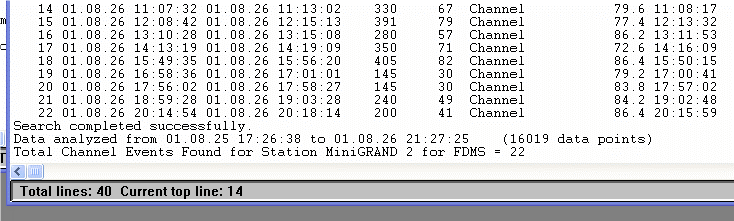 14 01.08.26 11:07:32 01.08.26 11:13:02 330 67 Channel 79.6 11:08:17
15 01.08.26 12:08:42 01.08.26 12:15:13 391 79 Channel 77.4 12:13:32
16 01.08.26 13:10:28 01.08.26 13:15:08 280 57 Channel 86.2 13:11:53
17 01.08.26 14:13:19 01.08.26 14:19:09 350 71 Channel 72.6 14:16:09
18 01.08.26 15:49:35 01.08.26 15:56:20 405 82 Channel 86.4 15:50:15
19 01.08.26 16:58:36 01.08.26 17:01:01 145 30 Channel 79.2 17:00:41
20 01.08.26 17:56:02 01.08.26 17:58:27 145 30 Channel 83.8 17:57:02
21 01.08.26 18:59:28 01.08.26 19:03:28 240 49 Channel 84.2 19:02:48
22 01.08.26 20:14:54 01.08.26 20:18:14 200 41 Channel 86.4 20:15:59
Search completed successfully.
Data analyzed from 01.08.25 17:26:38 to 01.08.26 21:27:25 (16019 data points)
Total Channel Events Found for Station MiniGRAND 2 for FDMS = 22
Total lines: 40 Current top line: 14